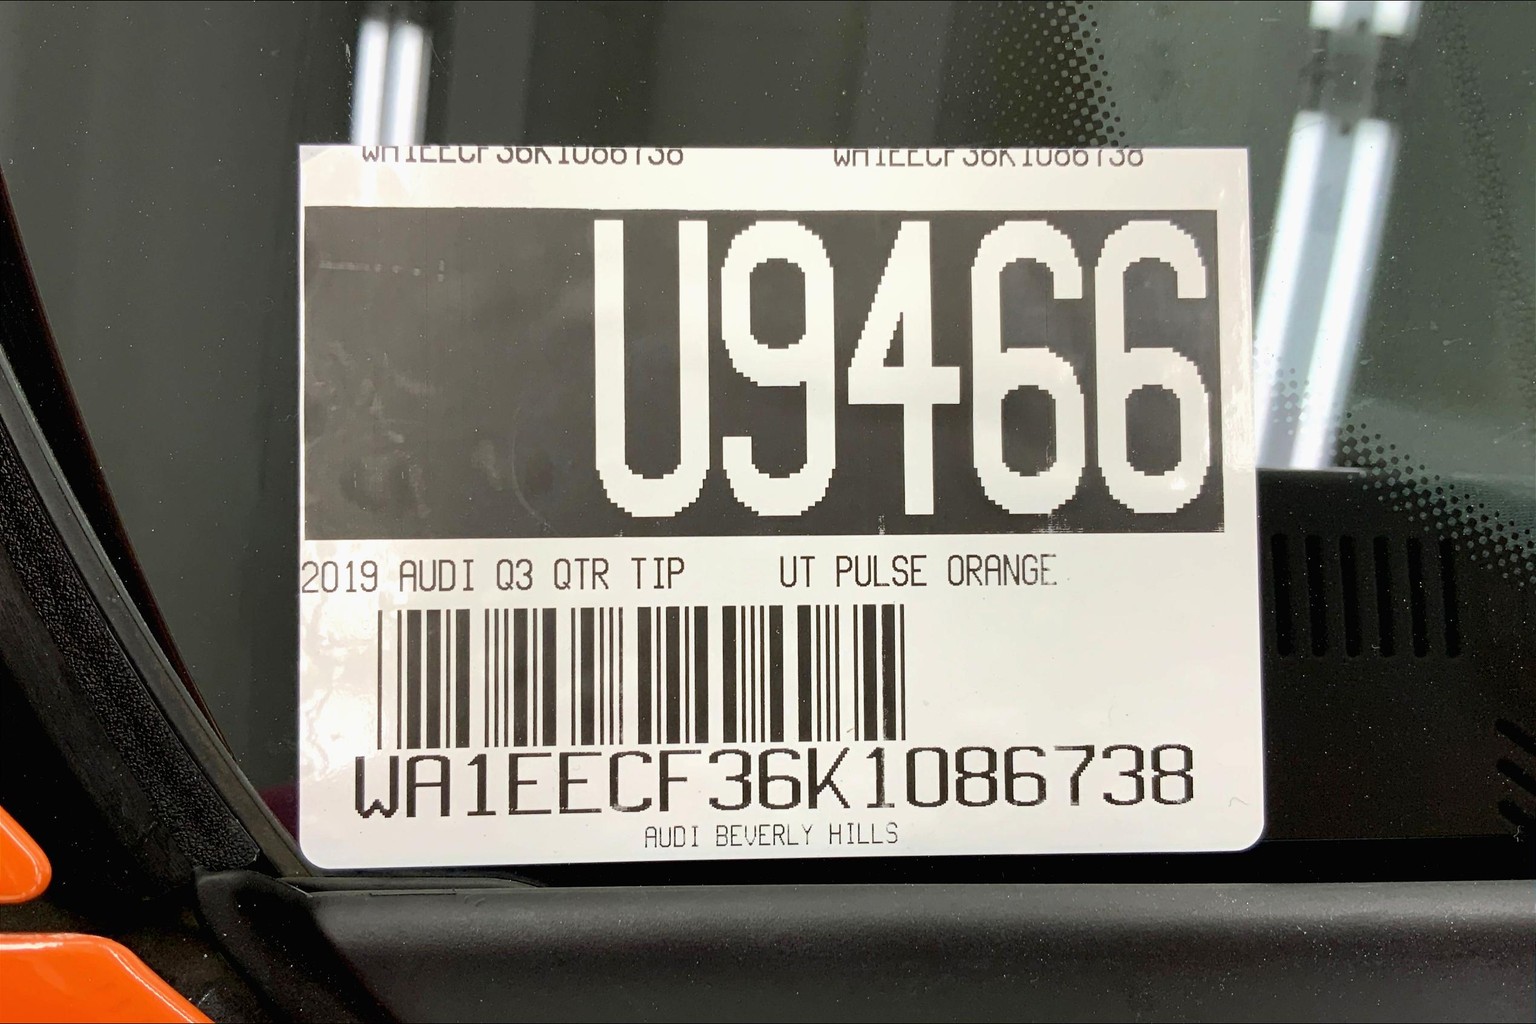 WA1EECF36K1086738 WA1EECF36K1086738
U9466
2019 AUDI Q3 QTR TIP UT PULSE ORANGE
WA1EECF36K1086738
AUDI BEVERLY HILLS